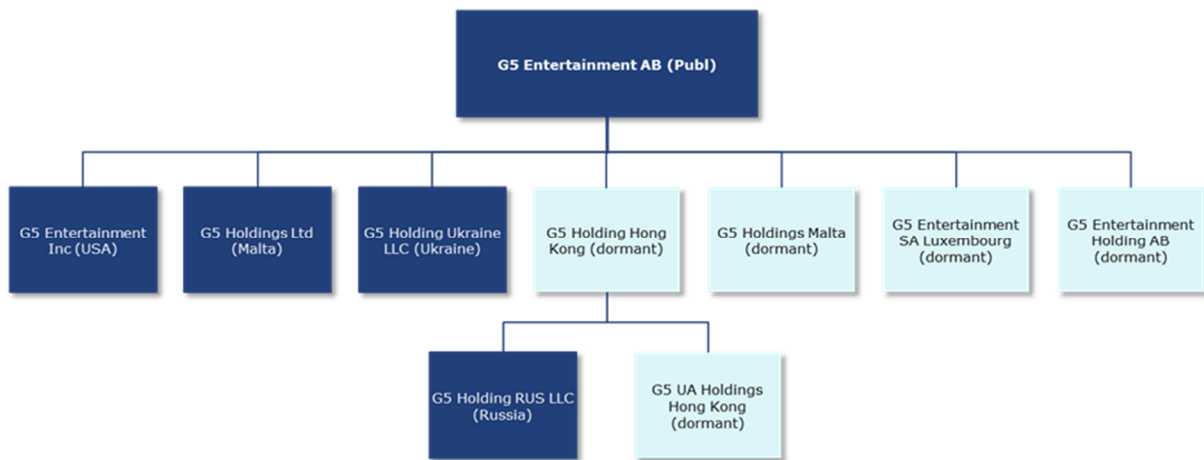 G5 Entertainment AB (Publ)
G5 Entertainment
Inc (USA)
G5 Holdings Ltd
(Malta)
G5 Holding Ukraine
LLC (Ukraine)
G5 Holding Hong
Kong (dormant)
G5 Holdings Malta
(dormant)
G5 Entertainment
SA Luxembourg
(dormant)
G5 Entertainment
Holding AB
(dormant)
G5 Holding RUS LLC
(Russia)
G5 UA Holdings
Hong Kong
(dormant)